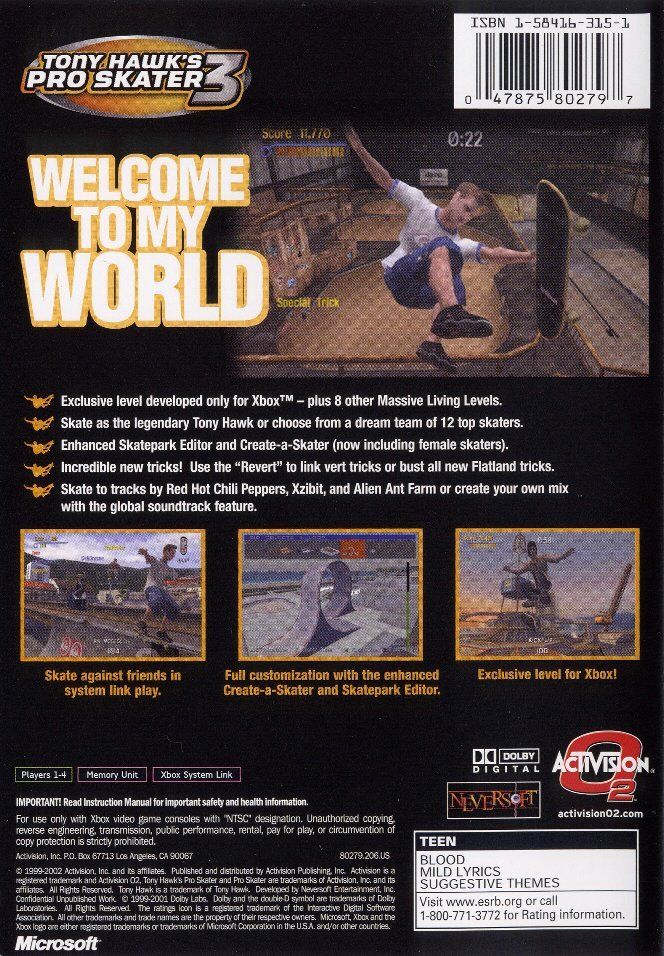 ISBN 1-58416-315-1
0 47875 80279 7
TONY HAWK'S
PRO SKATER 3
Score 11,770
0:22
WELCOME
TO MY
WORLD
Special Trick
Exclusive level developed only for Xbox™ – plus 8 other Massive Living Levels.
Skate as the legendary Tony Hawk or choose from a dream team of 12 top skaters.
Enhanced Skatepark Editor and Create-a-Skater (now including female skaters).
Incredible new tricks! Use the “Revert” to link vert tricks or bust all new Flatland tricks.
Skate to tracks by Red Hot Chili Peppers, Xzibit, and Alien Ant Farm or create your own mix
with the global soundtrack feature.
0:58
Skate against friends in
system link play.
Full customization with the enhanced
Create-a-Skater and Skatepark Editor.
Exclusive level for Xbox!
Players 1-4
Memory Unit
Xbox System Link
DOLBY
DIGITAL
ACTIVISION
O2
NEVERSOFT
activision02.com
IMPORTANT! Read Instruction Manual for important safety and health information.
For use only with Xbox video game consoles with "NTSC" designation. Unauthorized copying,
reverse engineering, transmission, public performance, rental, pay for play, or circumvention of
copy protection is strictly prohibited.
Activision, Inc. P.O. Box 67713 Los Angeles, CA 90067
80279.206.US
© 1999-2002 Activision, Inc. and its affiliates. Published and distributed by Activision Publishing, Inc. Activision is a
registered trademark and Activision O2, Tony Hawk's Pro Skater and Pro Skater are trademarks of Activision, Inc. and its
affiliates. All Rights Reserved. Tony Hawk is a trademark of Tony Hawk. Developed by Neversoft Entertainment, Inc.
Confidential Unpublished Work. © 1999-2001 Dolby Labs. Dolby and the double-D symbol are trademarks of Dolby
Laboratories. All Rights Reserved. The ratings icon is a registered trademark of the Interactive Digital Software
Association. All other trademarks and trade names are the property of their respective owners. Microsoft, Xbox and the
Xbox logo are either registered trademarks or trademarks of Microsoft Corporation in the U.S.A. and/or other countries.
Microsoft
TEEN
BLOOD
MILD LYRICS
SUGGESTIVE THEMES
Visit www.esrb.org or call
1-800-771-3772 for Rating information.